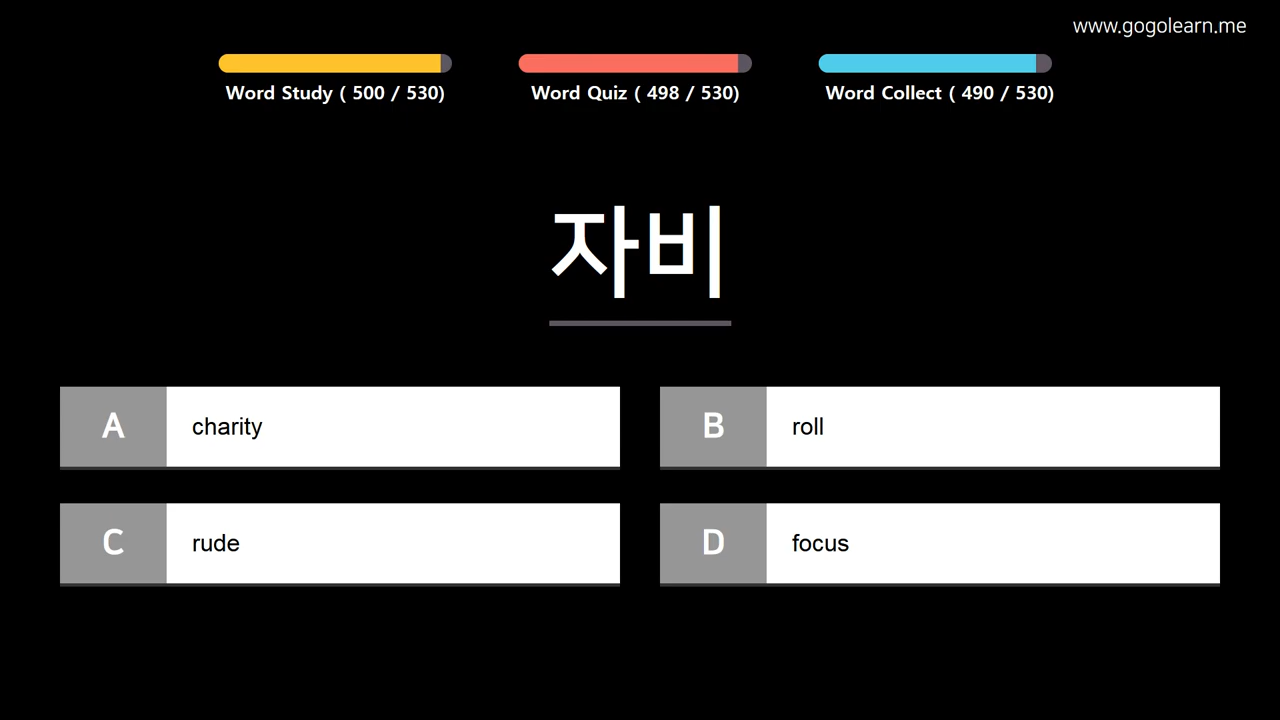 www.gogolearn.me
Word Study ( 500 / 530)
Word Quiz ( 498 / 530)
Word Collect ( 490 / 530)
자비
A charity
B roll
C rude
D focus